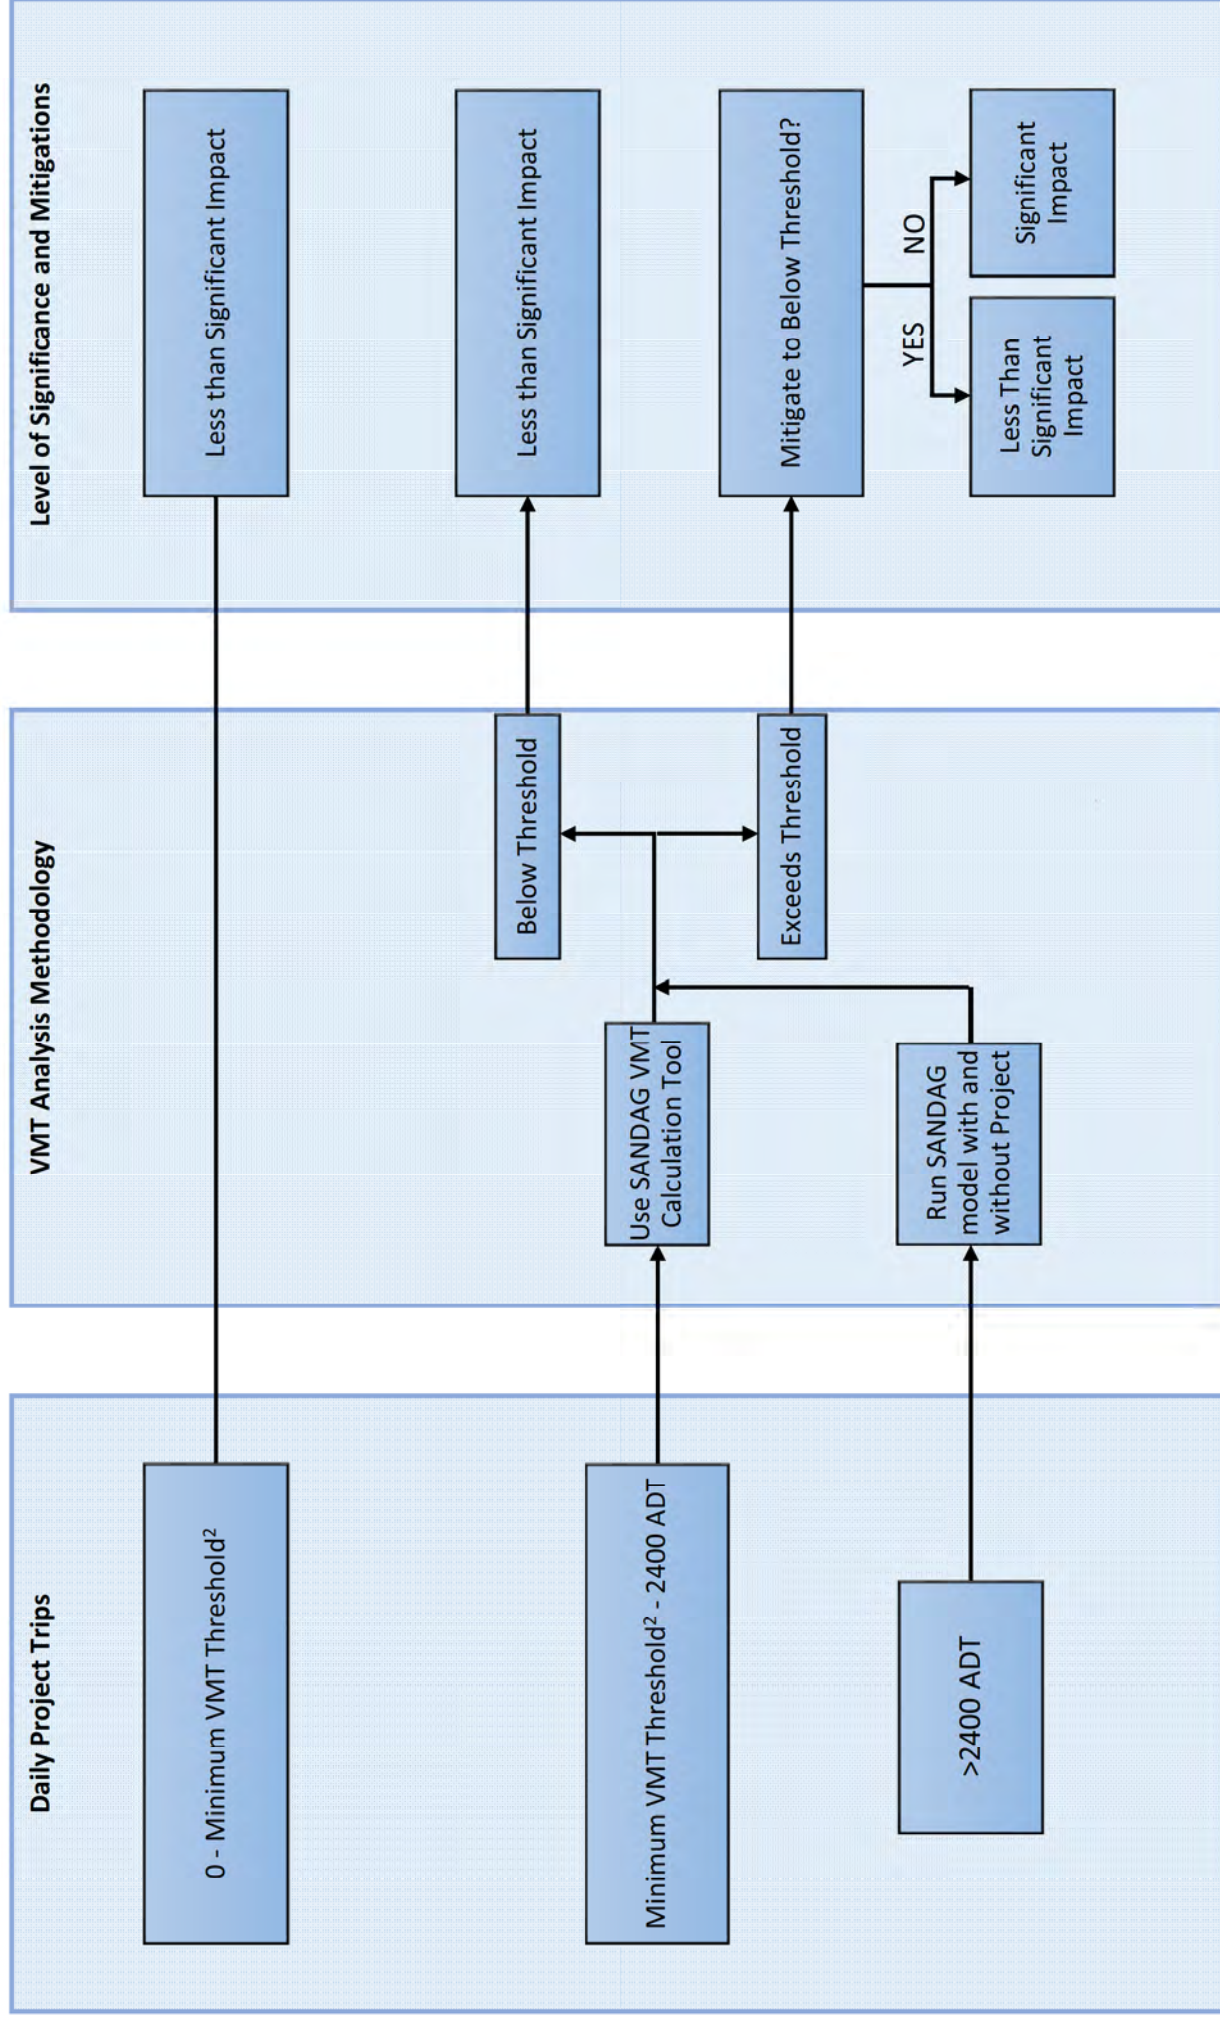 Daily Project Trips
0 - Minimum VMT Threshold²
Minimum VMT Threshold² - 2400 ADT
>2400 ADT
VMT Analysis Methodology
Below Threshold
Use SANDAG VMT
Calculation Tool
Exceeds Threshold
Run SANDAG
model with and
without Project
Level of Significance and Mitigations
Less than Significant Impact
Less than Significant Impact
Mitigate to Below Threshold?
YES
NO
Less Than
Significant
Impact
Significant
Impact